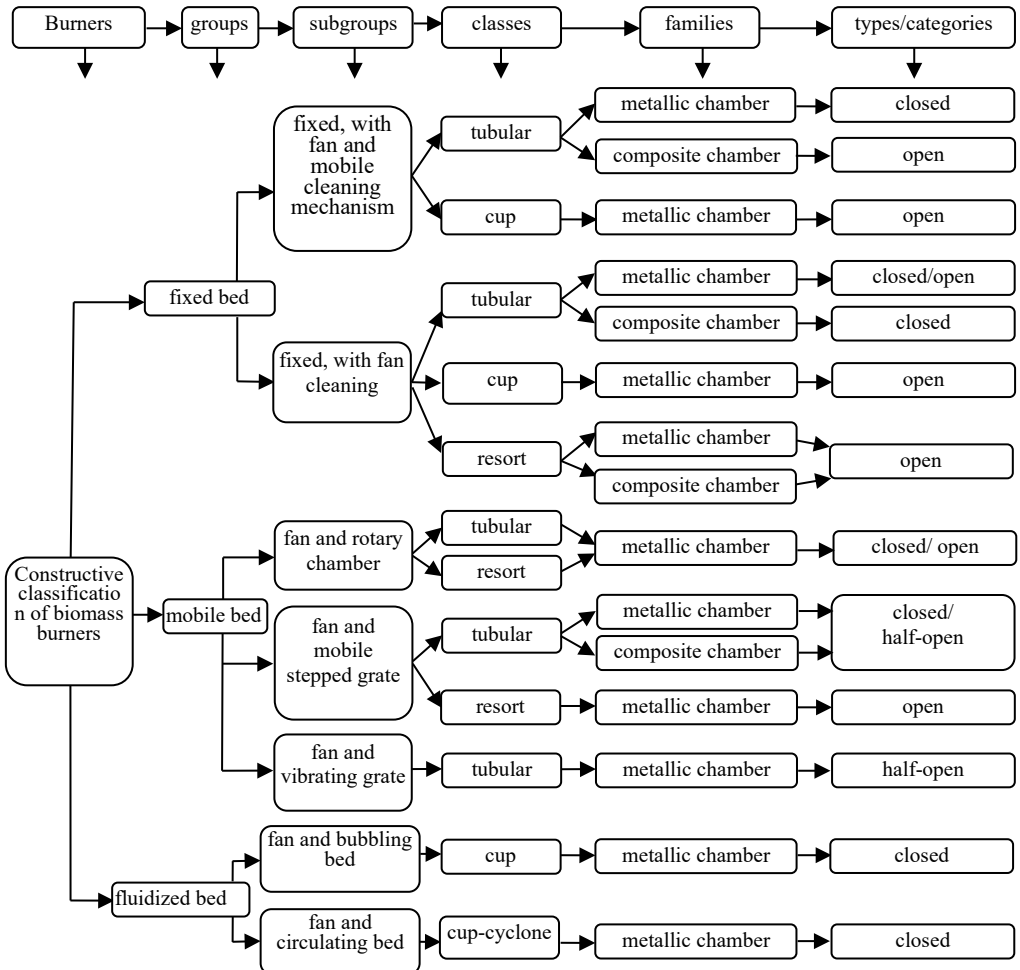 Burners
groups
subgroups
classes
families
types/categories
fixed, with
fan and
mobile
cleaning
mechanism
tubular
metallic chamber
closed
composite chamber
open
cup
metallic chamber
open
fixed bed
fixed, with fan
cleaning
tubular
metallic chamber
closed/open
composite chamber
closed
cup
metallic chamber
open
resort
metallic chamber
composite chamber
open
Constructive
classificatio
n of biomass
burners
mobile bed
fan and rotary
chamber
tubular
resort
metallic chamber
closed/ open
fan and
mobile
stepped grate
tubular
metallic chamber
composite chamber
closed/
half-open
resort
metallic chamber
open
fan and
vibrating grate
tubular
metallic chamber
half-open
fluidized bed
fan and bubbling
bed
cup
metallic chamber
closed
fan and
circulating bed
cup-cyclone
metallic chamber
closed